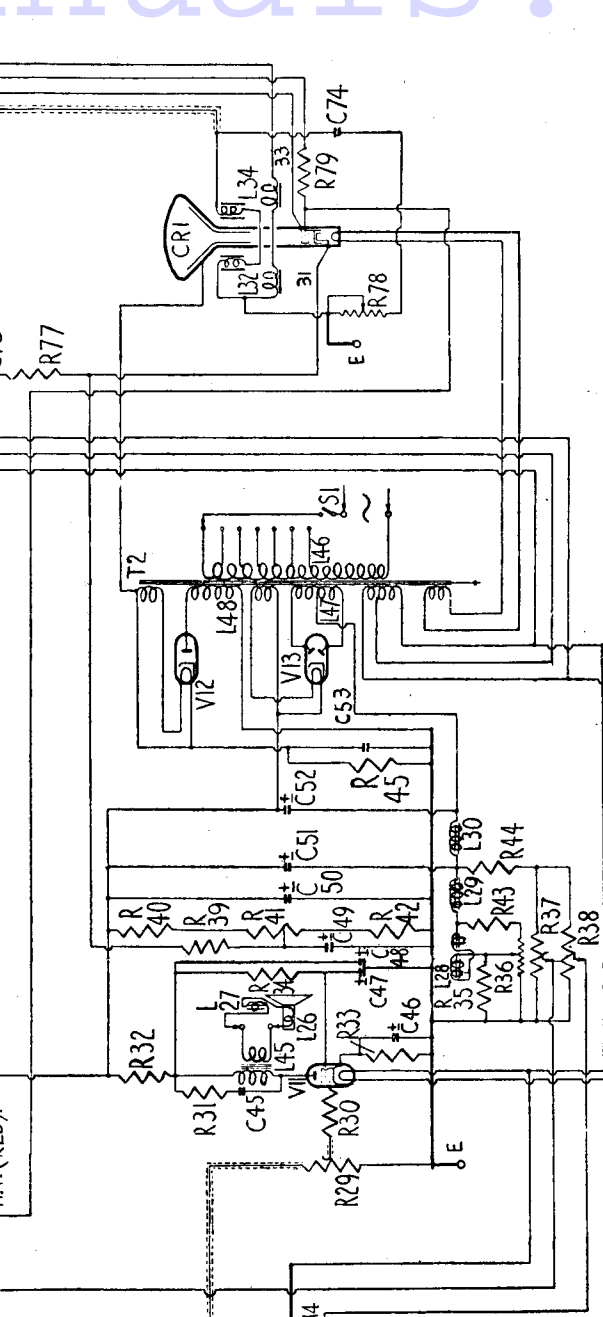 C74
33
R79
L34
CR1
L32
31
R78
E
R77
T2
S1
L46
L48
L47
V12
V13
C53
R
45
C52
C51
C
50
L30
R44
L29
R
40
R
39
R
41
C49
R
42
R43
R37
R38
C
48
C47
L28
R
35
R36
R
34
L
27
L26
R33
C46
R32
L45
V11
R31
C45
R30
R29
E